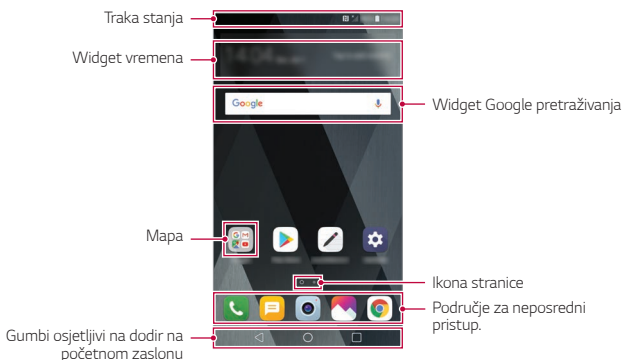 Traka stanja
Widget vremena
Google
Widget Google pretraživanja
Mapa
Ikona stranice
Područje za neposredni
pristup.
Gumbi osjetljivi na dodir na
početnom zaslonu